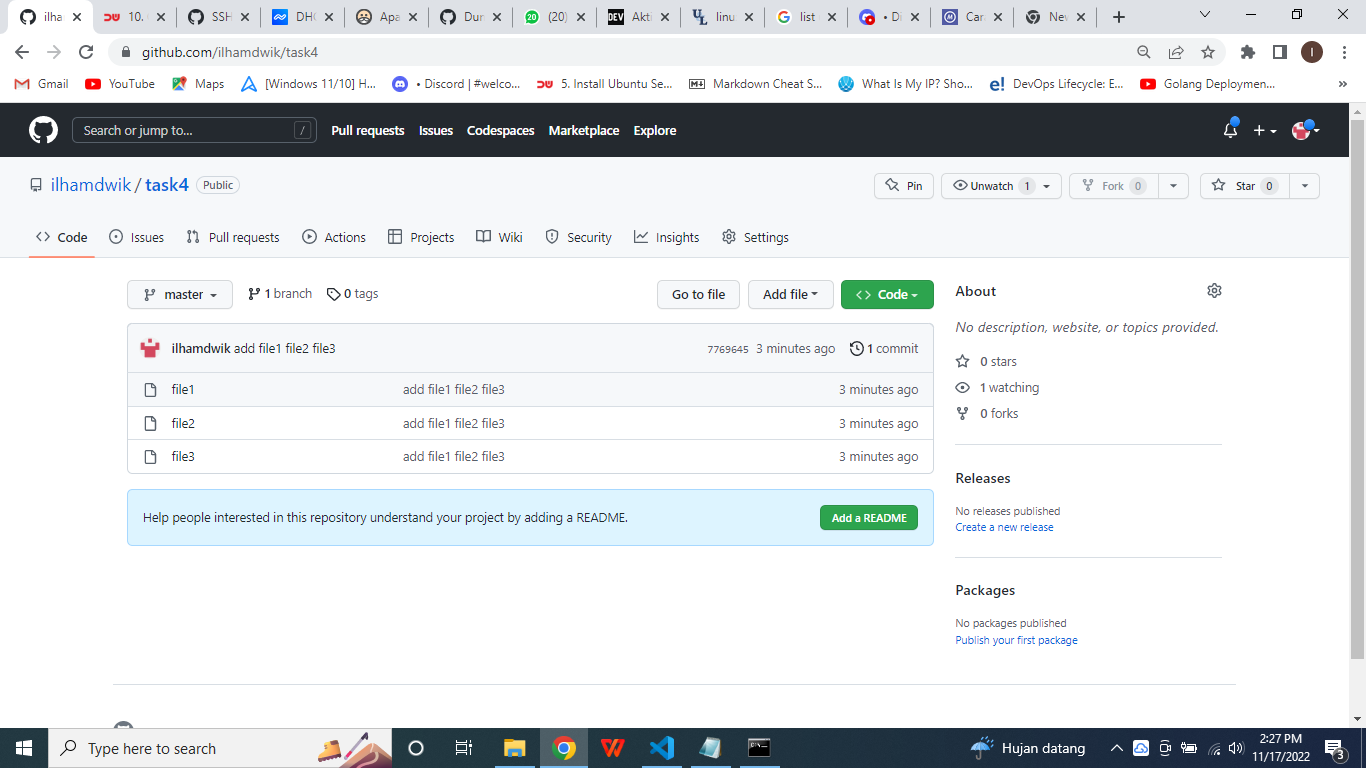 ilha 10. SSH DHC Apa Dur (20) DEV Akti UL linu list • Di Cara Nev
github.com/ilhamdwik/task4 I
Gmail YouTube Maps [Windows 11/10] H... • Discord | #welco... 5. Install Ubuntu Se... Markdown Cheat S... What Is My IP? Sho... e! DevOps Lifecycle: E... Golang Deploymen... »
Search or jump to... / Pull requests Issues Codespaces Marketplace Explore
ilhamdwik / task4 Public Pin Unwatch 1 Fork 0 Star 0
Code Issues Pull requests Actions Projects Wiki Security Insights Settings
master 1 branch 0 tags Go to file Add file Code
ilhamdwik add file1 file2 file3 7769645 3 minutes ago 1 commit
file1 add file1 file2 file3 3 minutes ago
file2 add file1 file2 file3 3 minutes ago
file3 add file1 file2 file3 3 minutes ago
Help people interested in this repository understand your project by adding a README. Add a README
About
No description, website, or topics provided.
0 stars
1 watching
0 forks
Releases
No releases published
Create a new release
Packages
No packages published
Publish your first package
Type here to search Hujan datang 2:27 PM
11/17/2022 3